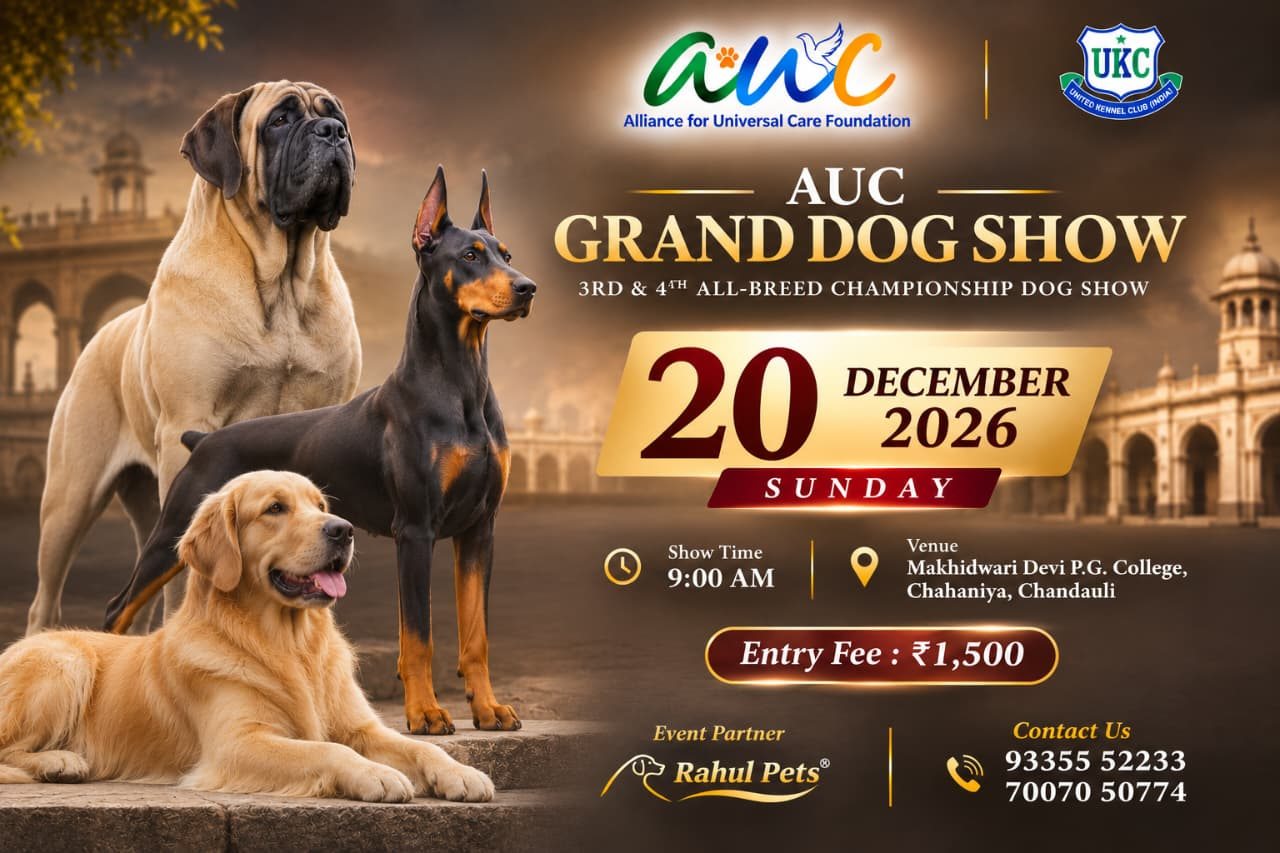 a.u.c
Alliance for Universal Care Foundation
UKC
UNITED KENNEL CLUB (INDIA)
AUC
GRAND DOG SHOW
3RD & 4TH ALL-BREED CHAMPIONSHIP DOG SHOW
20
DECEMBER
2026
SUNDAY
Show Time
9:00 AM
Venue
Makhidwari Devi P.G. College,
Chahaniya, Chandauli
Entry Fee : ₹1,500
Event Partner
Rahul Pets®
Contact Us
93355 52233
70070 50774